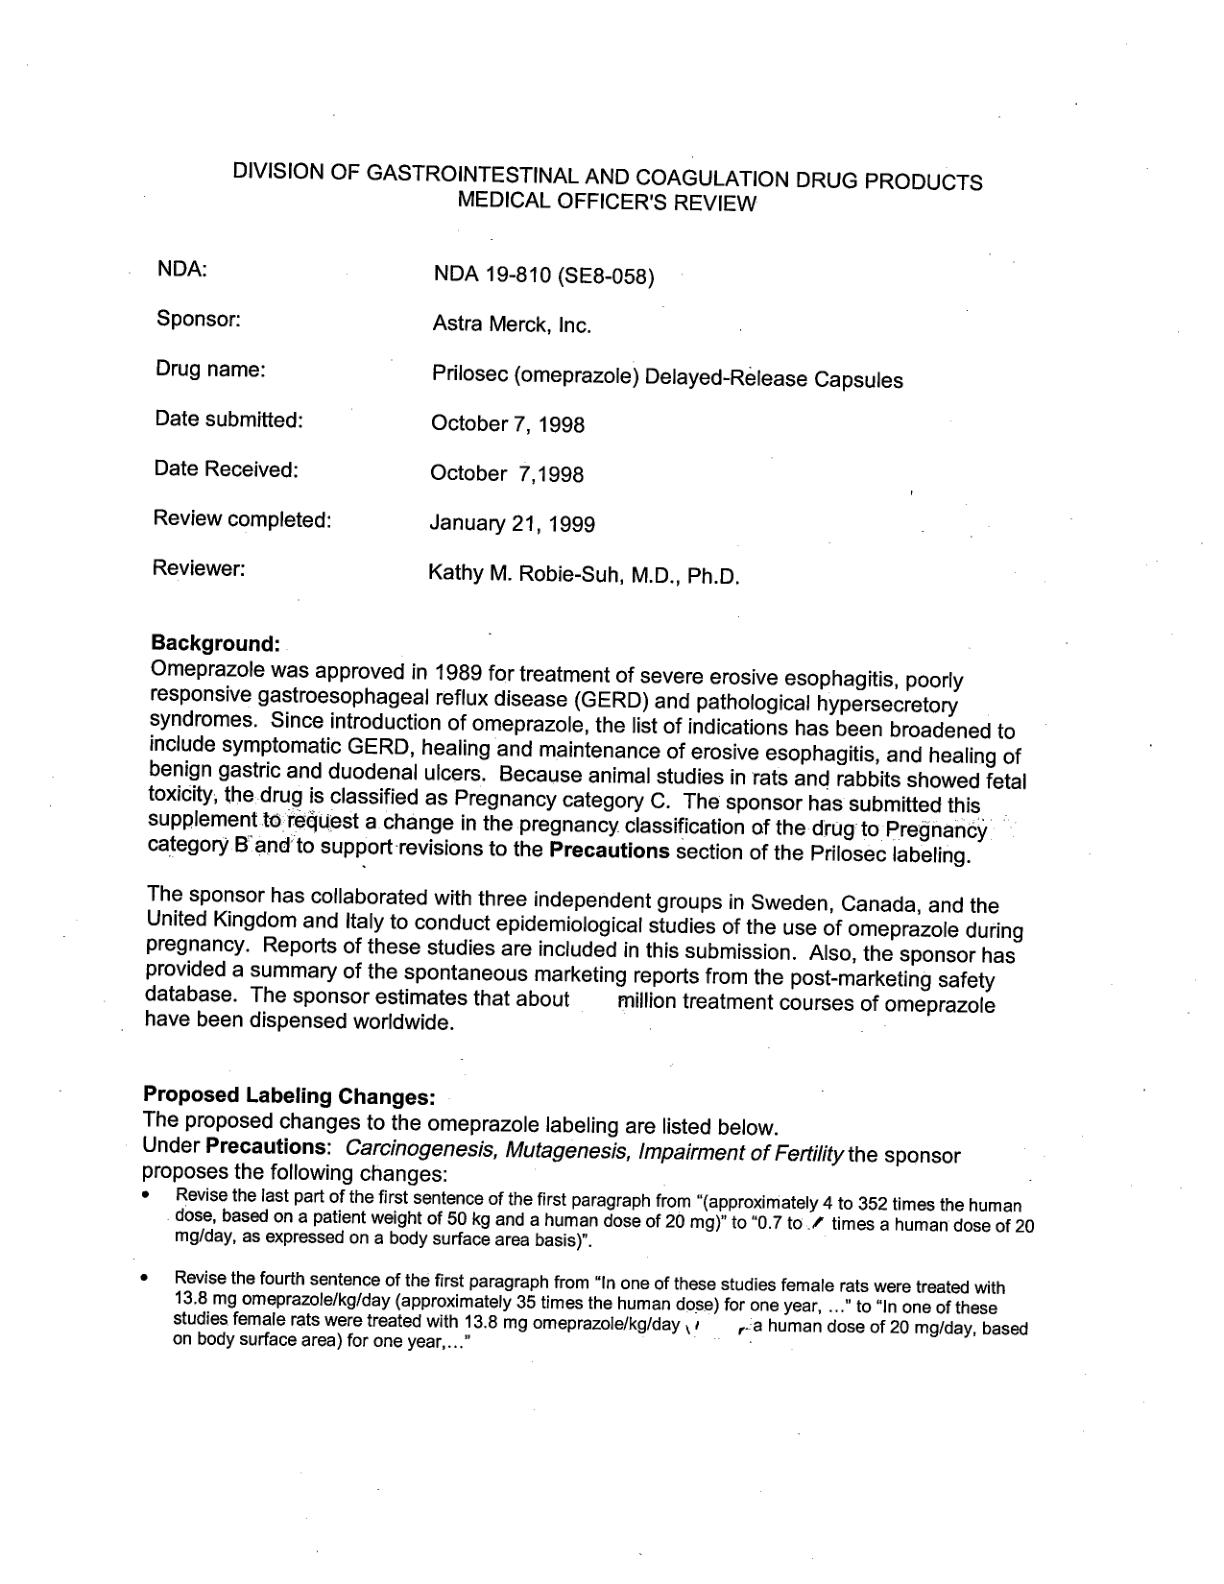 DIVISION OF GASTROINTESTINAL AND COAGULATION DRUG PRODUCTS
MEDICAL OFFICER'S REVIEW
NDA: NDA 19-810 (SE8-058)
Sponsor: Astra Merck, Inc.
Drug name: Prilosec (omeprazole) Delayed-Release Capsules
Date submitted: October 7, 1998
Date Received: October 7,1998
Review completed: January 21, 1999
Reviewer: Kathy M. Robie-Suh, M.D., Ph.D.
Background:
Omeprazole was approved in 1989 for treatment of severe erosive esophagitis, poorly
responsive gastroesophageal reflux disease (GERD) and pathological hypersecretory
syndromes. Since introduction of omeprazole, the list of indications has been broadened to
include symptomatic GERD, healing and maintenance of erosive esophagitis, and healing of
benign gastric and duodenal ulcers. Because animal studies in rats and rabbits showed fetal
toxicity, the drug is classified as Pregnancy category C. The sponsor has submitted this
supplement to request a change in the pregnancy classification of the drug to Pregnancy
category B and to support revisions to the Precautions section of the Prilosec labeling.
The sponsor has collaborated with three independent groups in Sweden, Canada, and the
United Kingdom and Italy to conduct epidemiological studies of the use of omeprazole during
pregnancy. Reports of these studies are included in this submission. Also, the sponsor has
provided a summary of the spontaneous marketing reports from the post-marketing safety
database. The sponsor estimates that about million treatment courses of omeprazole
have been dispensed worldwide.
Proposed Labeling Changes:
The proposed changes to the omeprazole labeling are listed below.
Under Precautions: Carcinogenesis, Mutagenesis, Impairment of Fertility the sponsor
proposes the following changes:
• Revise the last part of the first sentence of the first paragraph from "(approximately 4 to 352 times the human
dose, based on a patient weight of 50 kg and a human dose of 20 mg)" to "0.7 to times a human dose of 20
mg/day, as expressed on a body surface area basis)".
• Revise the fourth sentence of the first paragraph from "In one of these studies female rats were treated with
13.8 mg omeprazole/kg/day (approximately 35 times the human dose) for one year, ..." to "In one of these
studies female rats were treated with 13.8 mg omeprazole/kg/day a human dose of 20 mg/day, based
on body surface area) for one year,..."